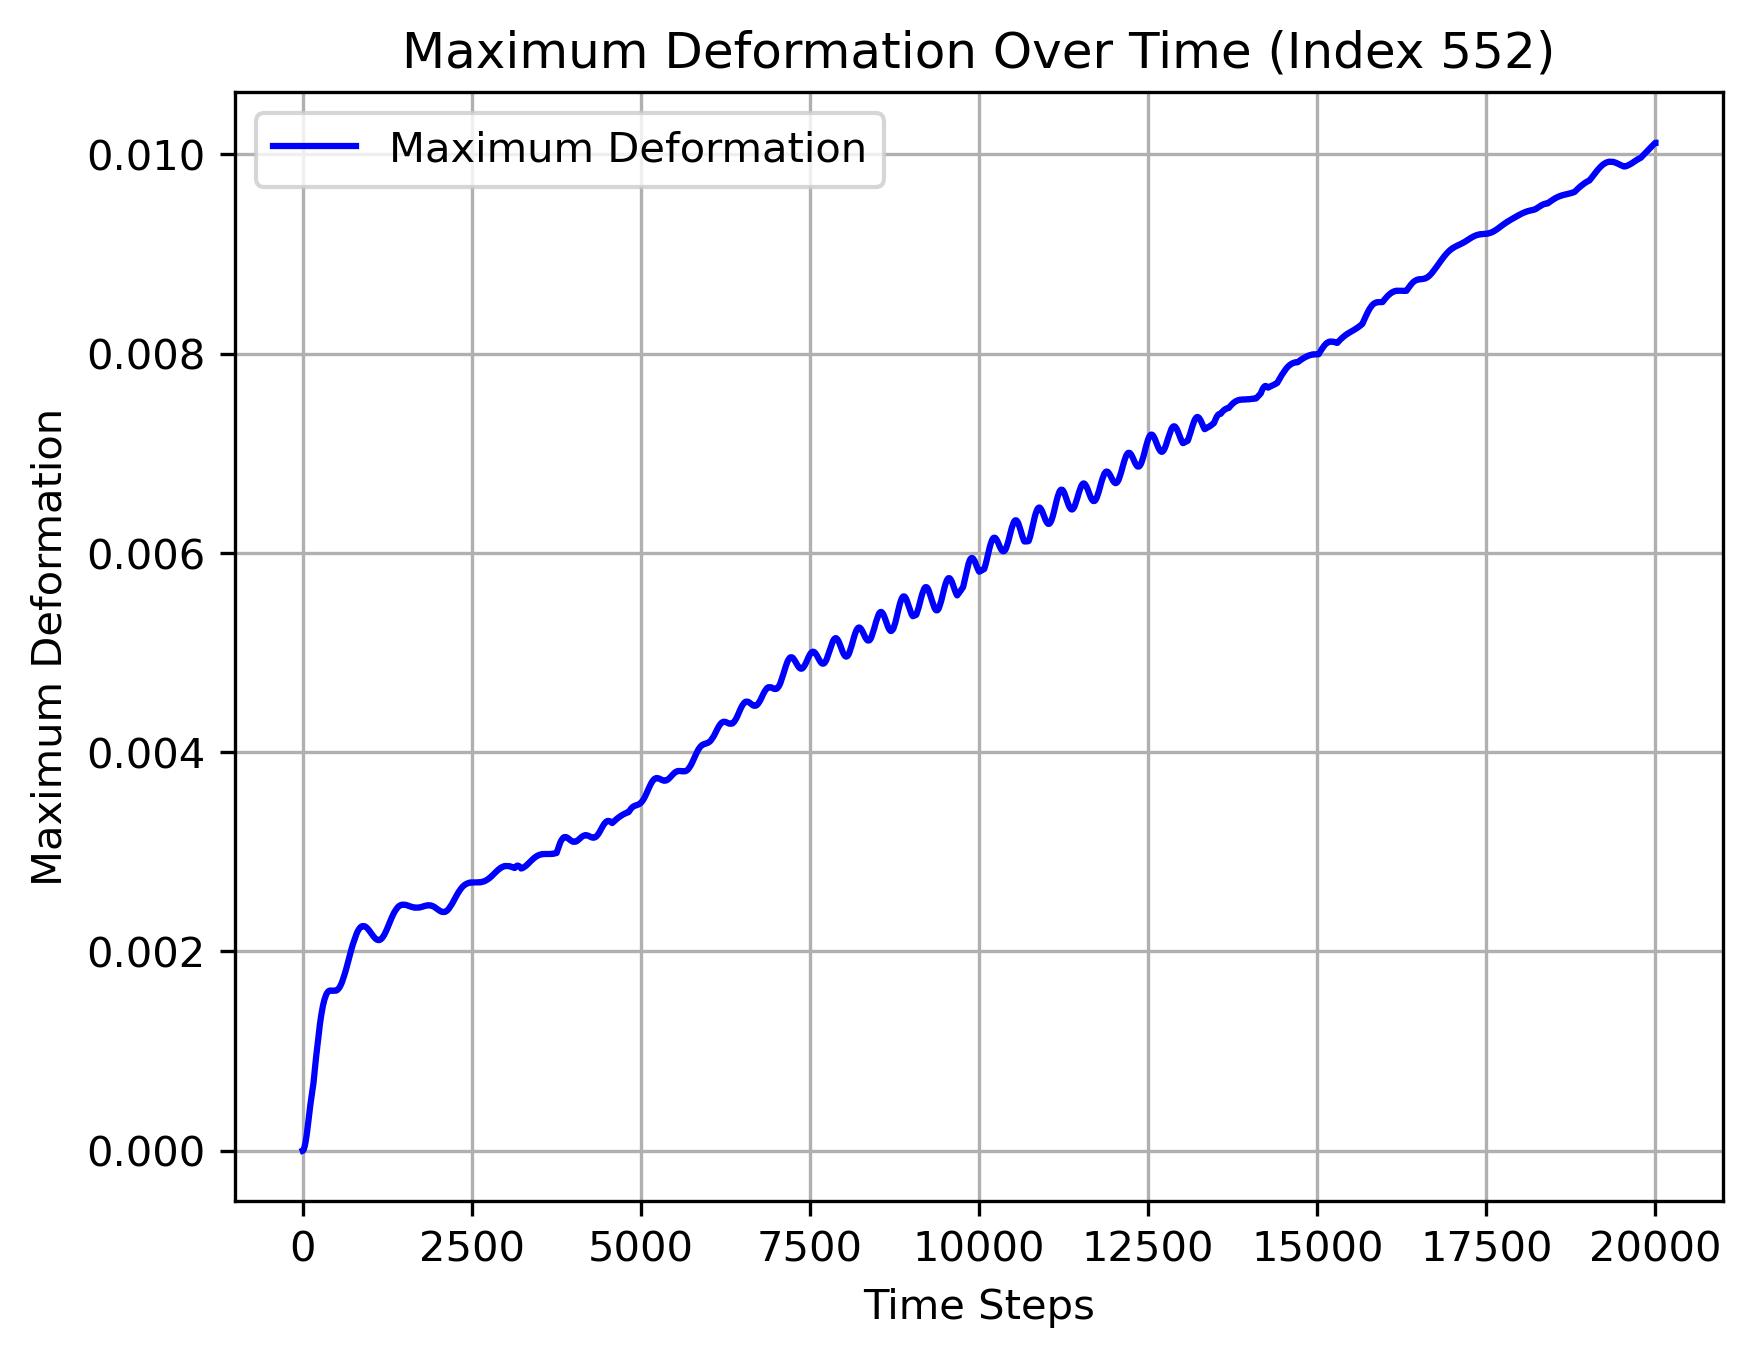 Maximum Deformation Over Time (Index 552)
Maximum Deformation
0.010
0.008
0.006
0.004
0.002
0.000
Maximum Deformation
0 2500 5000 7500 10000 12500 15000 17500 20000
Time Steps